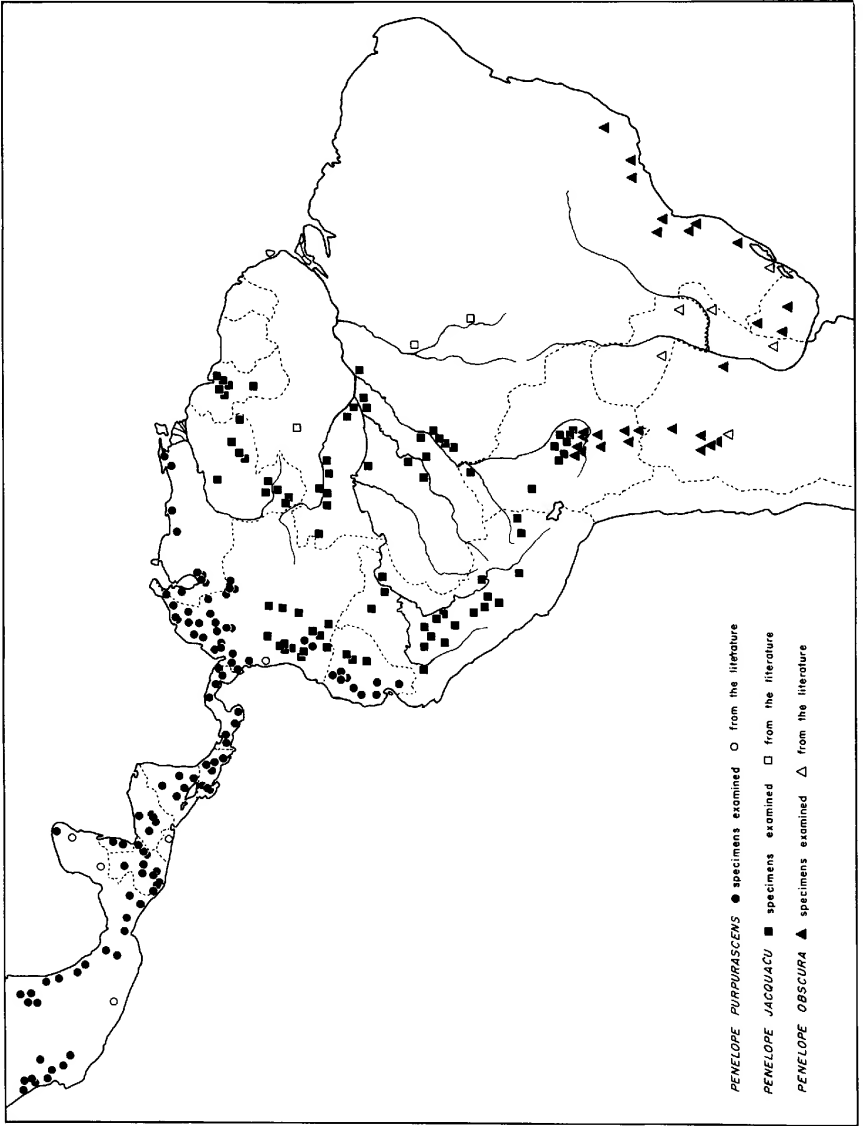 PENELOPE PURPURASCENS ● specimens examined ○ from the literature
PENELOPE JACQUACU ■ specimens examined □ from the literature
PENELOPE OBSCURA ▲ specimens examined △ from the literature